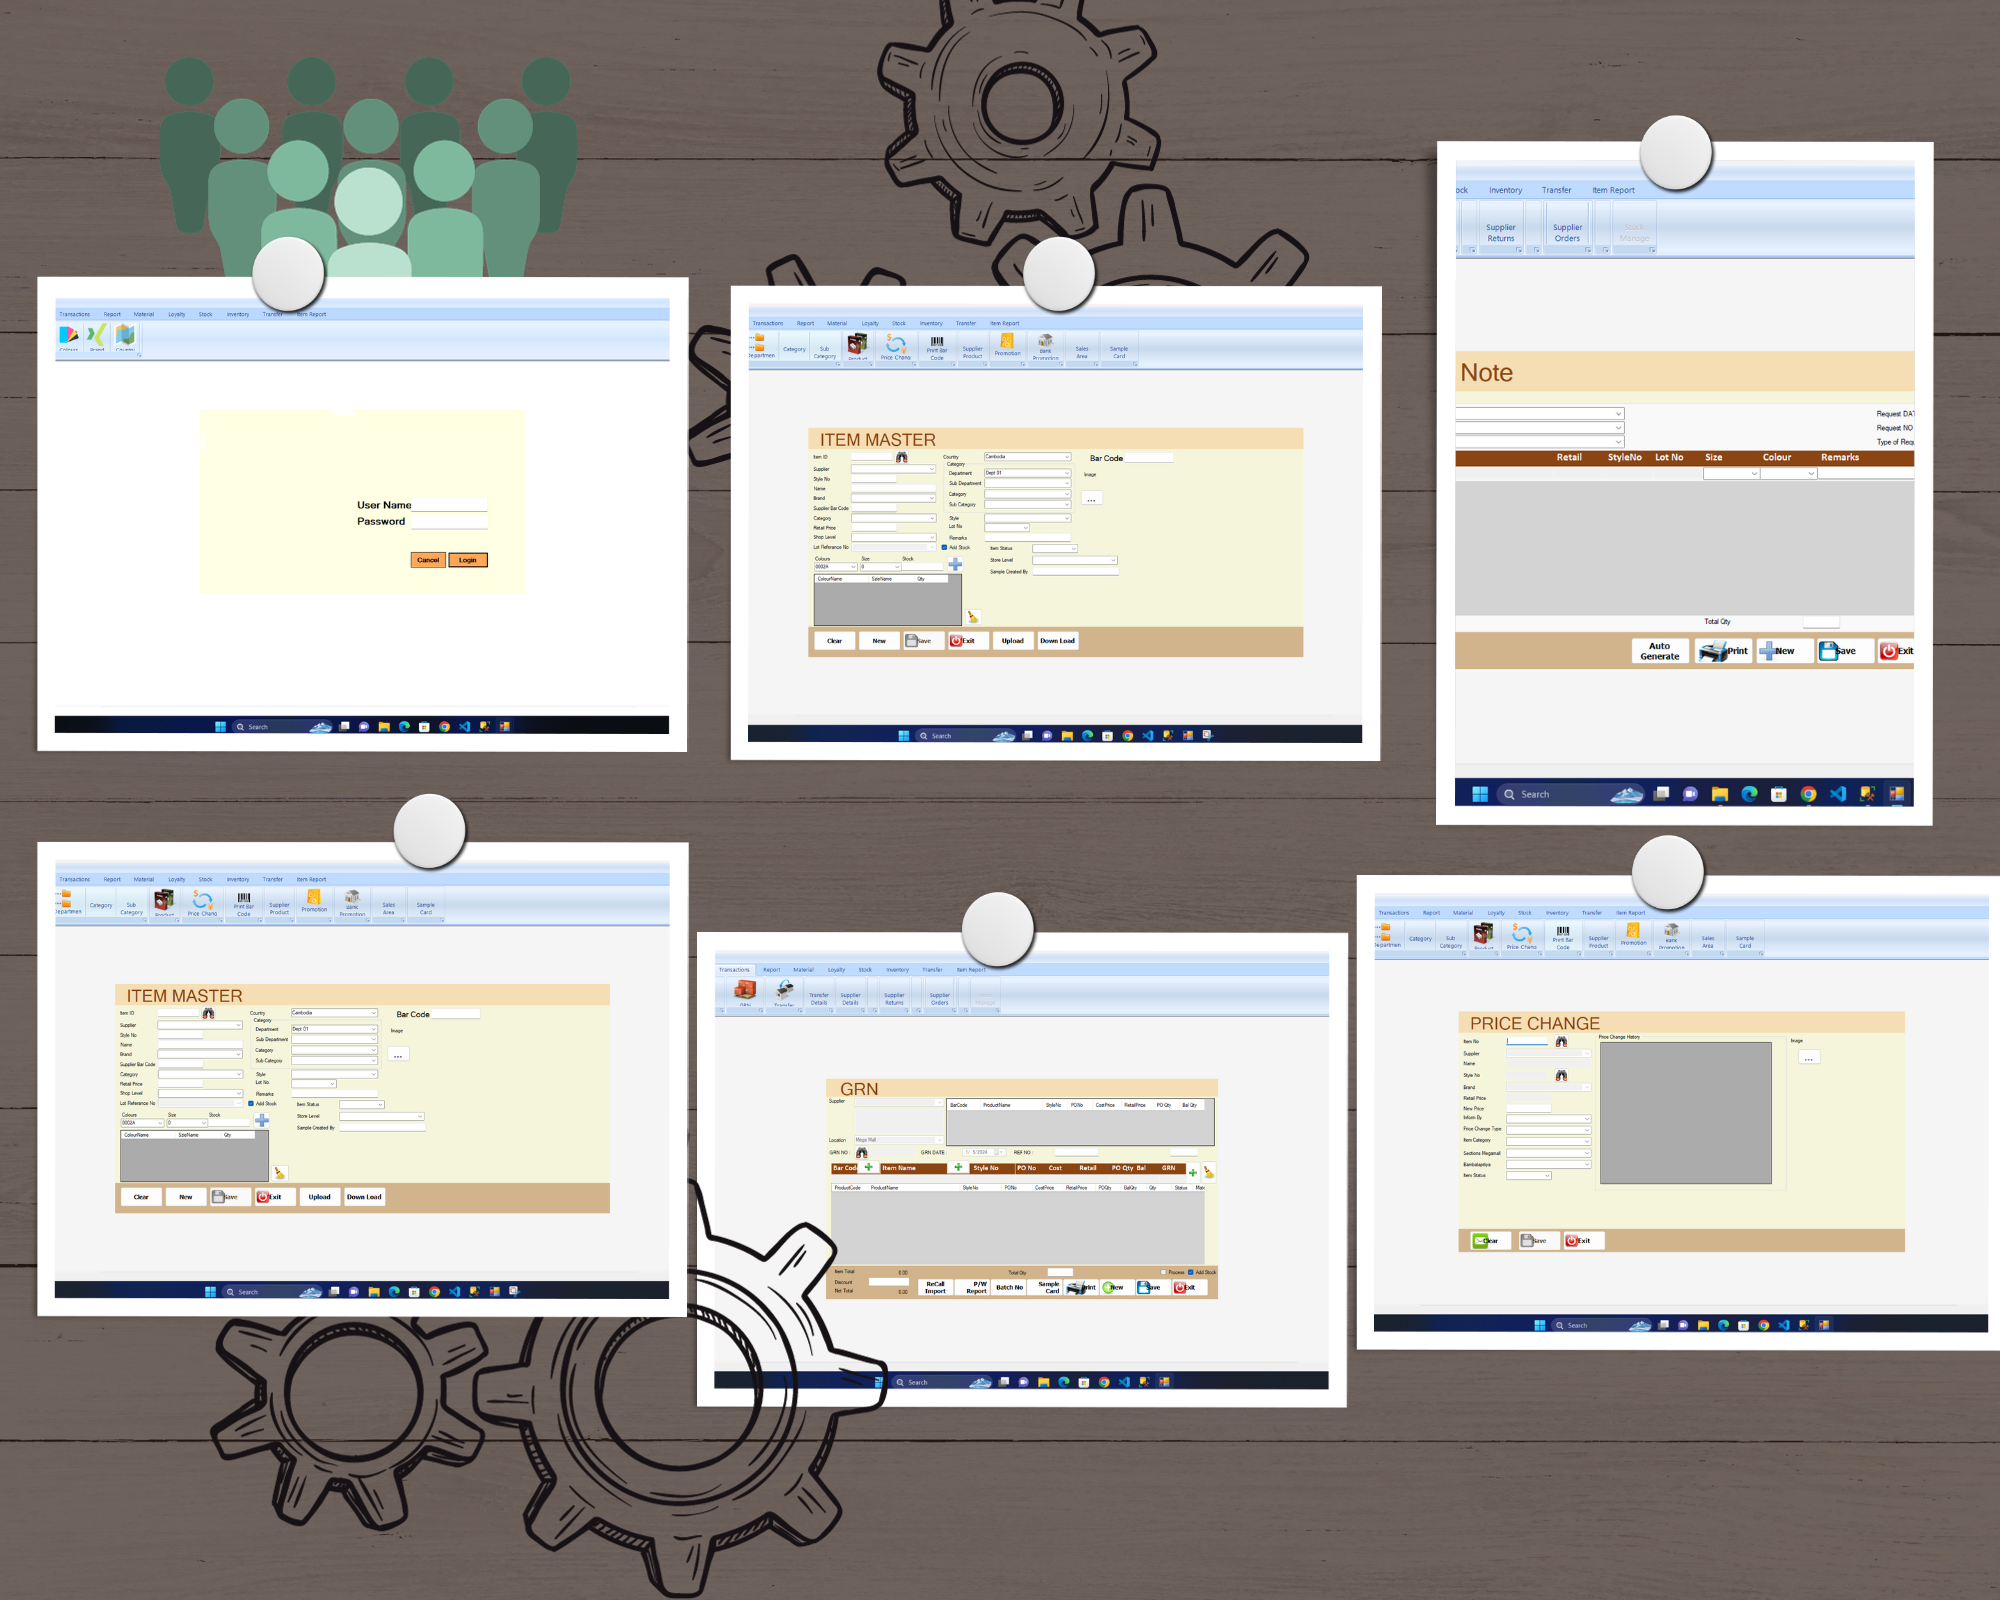 Transactions Report Material Loyalty Stock Inventory Transfer Item Report
Colours Brand Country
User Name
Password
Cancel Login
Search
Transactions Report Material Loyalty Stock Inventory Transfer Item Report
Category Sub Category Product Price Chang Print Bar Code Supplier Product Promotion Bank Promotion Sales Area Sample Card
ITEM MASTER
Item ID Country Cambodia Bar Code
Category
Supplier Department Dept 01 Image
Style No Sub Department
Name
Brand Category ...
Supplier Bar Code Sub Category
Category Style
Retail Price Lot No
Shop Level Remarks
Lot Reference No Add Stock Item Status
Colours Size Stock Store Level
0002A 0
Sample Created By
ColourName SizeName Qty
Clear New Save Exit Upload Down Load
Search
ock Inventory Transfer Item Report
Supplier Returns Supplier Orders Stock Manage
Note
Request DAT
Request NO
Type of Requ
Retail StyleNo Lot No Size Colour Remarks
Total Qty
Auto Generate Print New Save Exit
Search
Transactions Report Material Loyalty Stock Inventory Transfer Item Report
epartmen Category Sub Category Product Price Chang Print Bar Code Supplier Product Promotion Bank Promotion Sales Area Sample Card
ITEM MASTER
Item ID Country Cambodia Bar Code
Category
Supplier Department Dept 01 Image
Style No Sub Department
Name
Brand Category ...
Supplier Bar Code Sub Category
Category Style
Retail Price Lot No
Shop Level Remarks
Lot Reference No Add Stock Item Status
Colours Size Stock Store Level
0002A 0
Sample Created By
ColourName SizeName Qty
Clear New Save Exit Upload Down Load
Search
Transactions Report Material Loyalty Stock Inventory Transfer Item Report
GRN Transfer Transfer Details Supplier Details Supplier Returns Supplier Orders Stock Manage
GRN
Supplier
BarCode ProductName StyleNo PONo CostPrice RetailPrice PO Qty Bal Qty
Location Mega Mall
GRN NO : GRN DATE : 1/ 5/2024 REF NO :
Bar Cod Item Name Style No PO No Cost Retail PO Qty Bal GRN
ProductCode ProductName StyleNo PONo CostPrice RetailPrice POQty BalQty Qty Status
Item Total 0.00 Total Qty Process Add Stock
Discount
Net Total 0.00
ReCall Import P/W Report Batch No Sample Card Print New Save Exit
Search
Transactions Report Material Loyalty Stock Inventory Transfer Item Report
epartmen Category Sub Category Product Price Chang Print Bar Code Supplier Product Promotion Bank Promotion Sales Area Sample Card
PRICE CHANGE
Item No Price Change History Image
Supplier ...
Name
Style No
Brand
Retail Price
New Price
Inform By
Price Change Type
Item Category
Sections Megamall
Bambalapitiya
Item Status
Clear Save Exit
Search